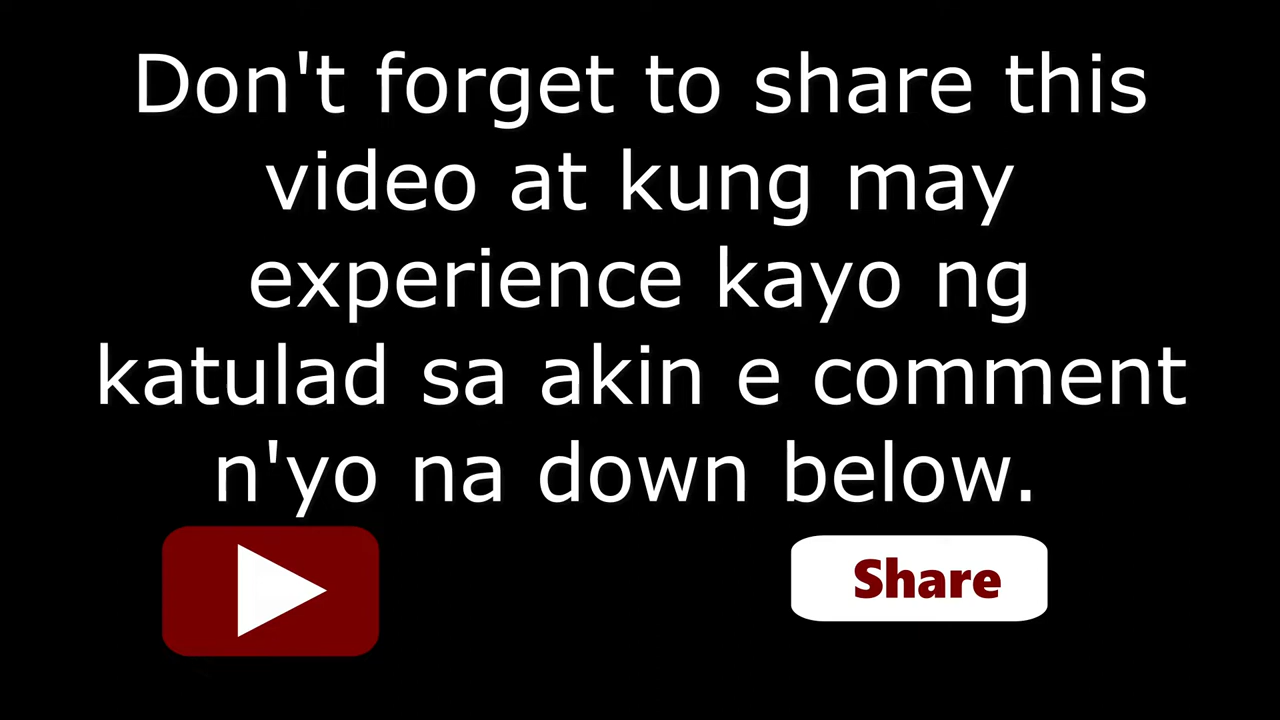 Don't forget to share this
video at kung may
experience kayo ng
katulad sa akin e comment
n'yo na down below.
Share